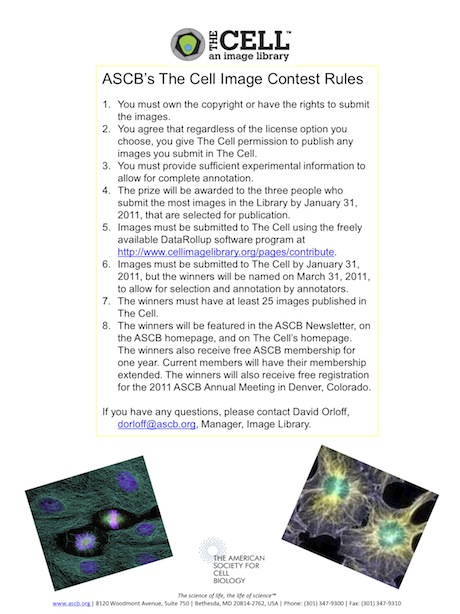 THE CELL™
an image library
ASCB's The Cell Image Contest Rules
1. You must own the copyright or have the rights to submit
the images.
2. You agree that regardless of the license option you
choose, you give The Cell permission to publish any
images you submit in The Cell.
3. You must provide sufficient experimental information to
allow for complete annotation.
4. The prize will be awarded to the three people who
submit the most images in the Library by January 31,
2011, that are selected for publication.
5. Images must be submitted to The Cell using the freely
available DataRollup software program at
http://www.cellimagelibrary.org/pages/contribute.
6. Images must be submitted to The Cell by January 31,
2011, but the winners will be named on March 31, 2011,
to allow for selection and annotation by annotators.
7. The winners must have at least 25 images published in
The Cell.
8. The winners will be featured in the ASCB Newsletter, on
the ASCB homepage, and on The Cell's homepage.
The winners also receive free ASCB membership for
one year. Current members will have their membership
extended. The winners will also receive free registration
for the 2011 ASCB Annual Meeting in Denver, Colorado.
If you have any questions, please contact David Orloff,
dorloff@ascb.org, Manager, Image Library.
THE AMERICAN
SOCIETY FOR
CELL
BIOLOGY
The science of life, the life of science™
www.ascb.org | 8120 Woodmont Avenue, Suite 750 | Bethesda, MD 20814-2762, USA | Phone: (301) 347-9300 | Fax: (301) 347-9310